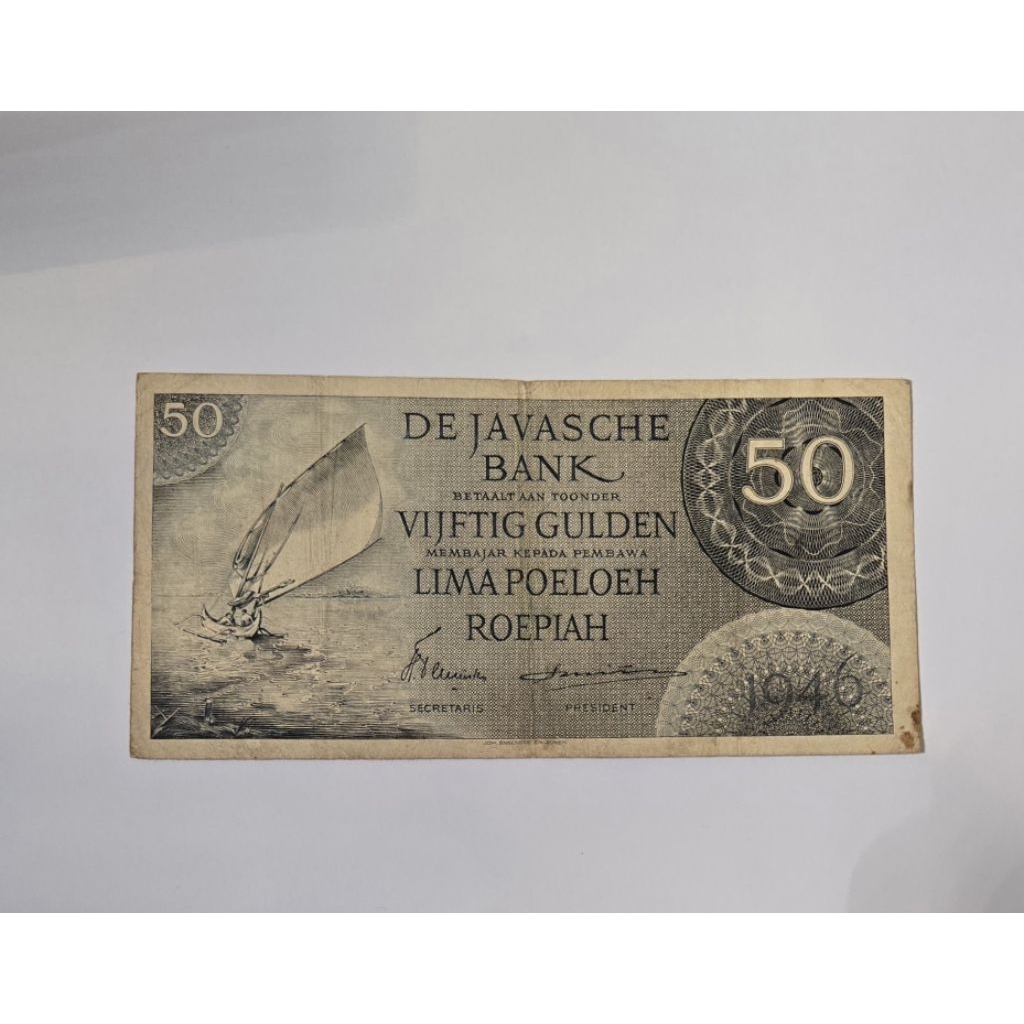 50
DE JAVASCHE
BANK
BETAALT AAN TOONDER
VIJFTIG GULDEN
MEMBAJAR KEPADA PEMBAWA
LIMA POELOEH
ROEPIAH
50
SECRETARIS PRESIDENT
1946